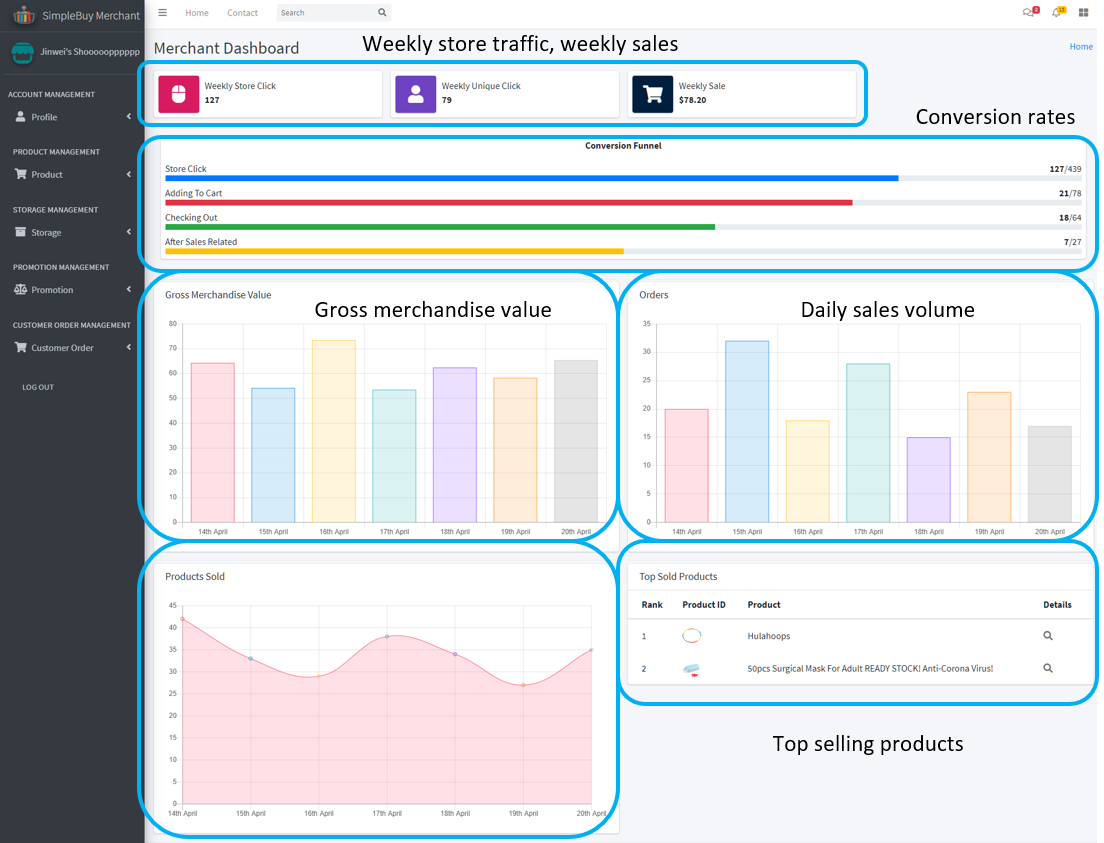 SimpleBuy Merchant
Home
Contact
Search
2
15
Jinwei's Shooooopppppp
Merchant Dashboard
Weekly store traffic, weekly sales
Home
Weekly Store Click
127
Weekly Unique Click
79
Weekly Sale
$78.20
ACCOUNT MANAGEMENT
Profile
PRODUCT MANAGEMENT
Product
STORAGE MANAGEMENT
Storage
PROMOTION MANAGEMENT
Promotion
CUSTOMER ORDER MANAGEMENT
Customer Order
LOG OUT
Conversion rates
Conversion Funnel
Store Click 127/439
Adding To Cart 21/78
Checking Out 18/64
After Sales Related 7/27
Gross Merchandise Value
Gross merchandise value
80
70
60
50
40
30
20
10
0
14th April 15th April 16th April 17th April 18th April 19th April 20th April
Orders
Daily sales volume
35
30
25
20
15
10
5
0
14th April 15th April 16th April 17th April 18th April 19th April 20th April
Products Sold
45
40
35
30
25
20
15
10
5
0
14th April 15th April 16th April 17th April 18th April 19th April 20th April
Top Sold Products
Rank Product ID Product Details
1 Hulahoops
2 50pcs Surgical Mask For Adult READY STOCK! Anti-Corona Virus!
Top selling products